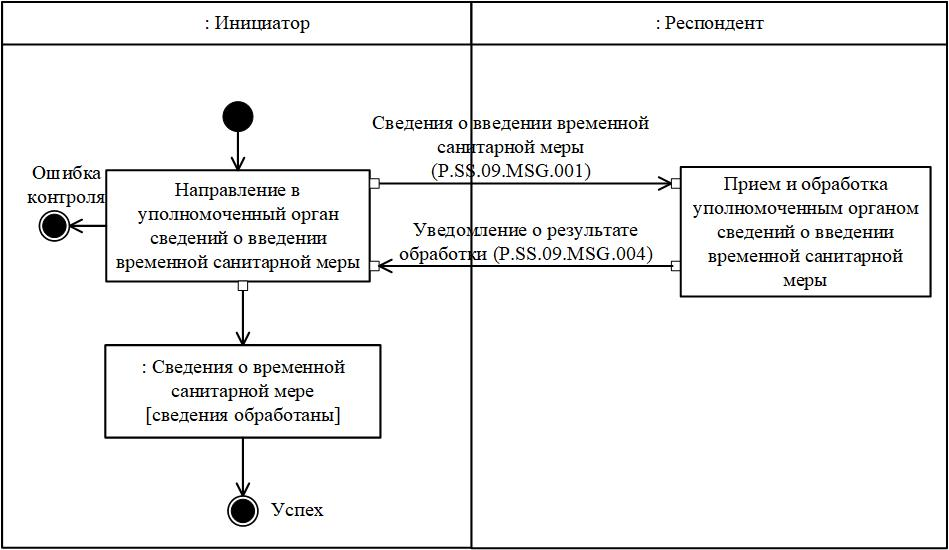 : Инициатор
: Респондент
Сведения о введении временной
санитарной меры
(P.SS.09.MSG.001)
Ошибка
контроля
Направление в
уполномоченный орган
сведений о введении
временной санитарной меры
Прием и обработка
уполномоченным органом
сведений о введении
временной санитарной
меры
Уведомление о результате
обработки (P.SS.09.MSG.004)
: Сведения о временной
санитарной мере
[сведения обработаны]
Успех